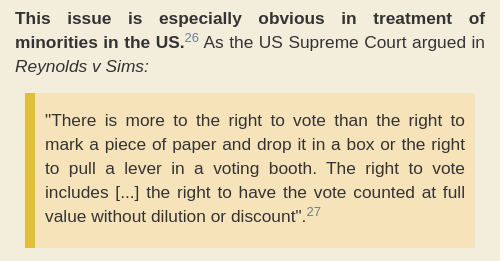 This issue is especially obvious in treatment of
minorities in the US.26 As the US Supreme Court argued in
Reynolds v Sims:
"There is more to the right to vote than the right to
mark a piece of paper and drop it in a box or the right
to pull a lever in a voting booth. The right to vote
includes [...] the right to have the vote counted at full
value without dilution or discount".27